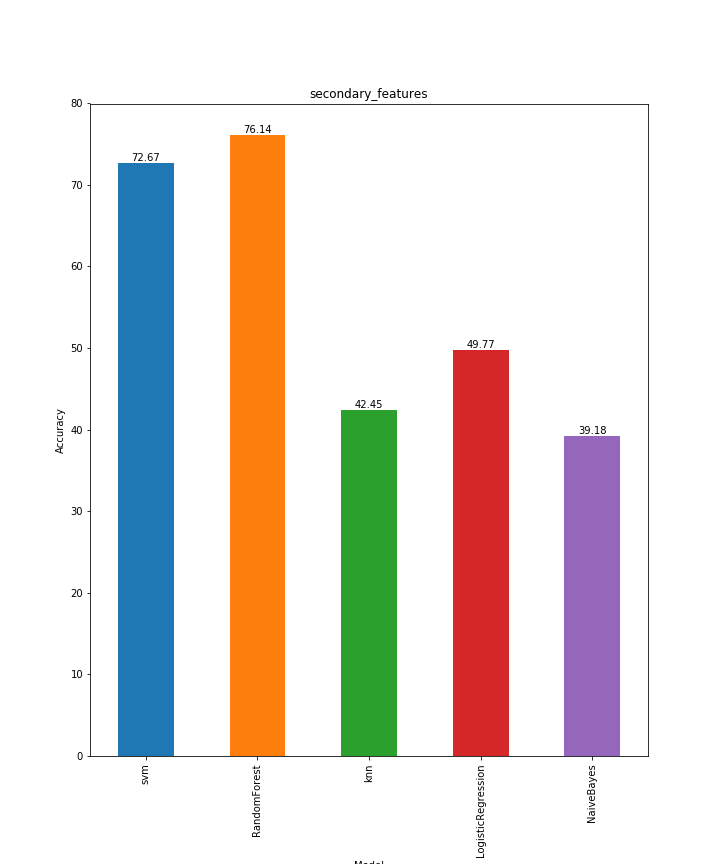 secondary_features
80
70
60
50
40
30
20
10
0
Accuracy
72.67
76.14
42.45
49.77
39.18
svm
RandomForest
knn
LogisticRegression
NaiveBayes
Model